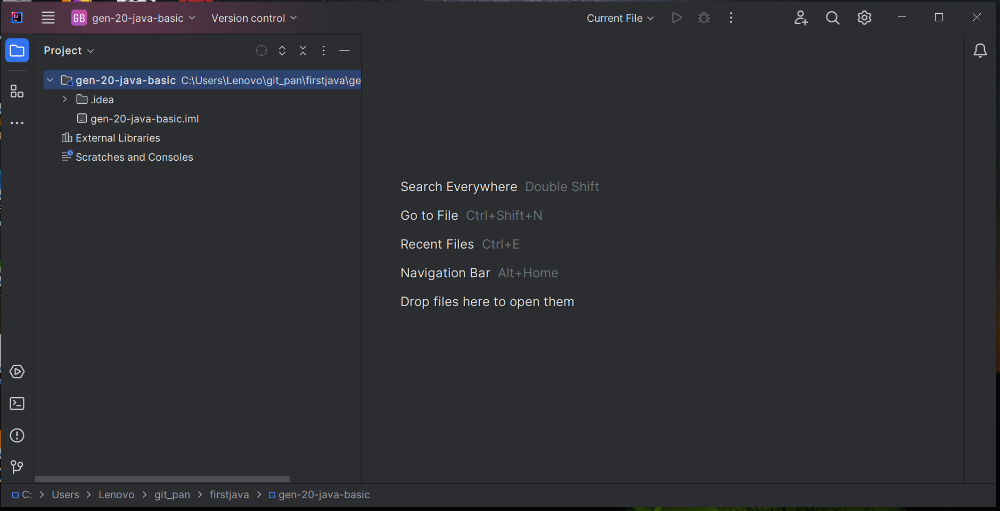 IJ
GB gen-20-java-basic Version control Current File
Project
gen-20-java-basic C:\Users\Lenovo\git_pan\firstjava\ge
.idea
gen-20-java-basic.iml
External Libraries
Scratches and Consoles
Search Everywhere Double Shift
Go to File Ctrl+Shift+N
Recent Files Ctrl+E
Navigation Bar Alt+Home
Drop files here to open them
C: > Users > Lenovo > git_pan > firstjava > gen-20-java-basic